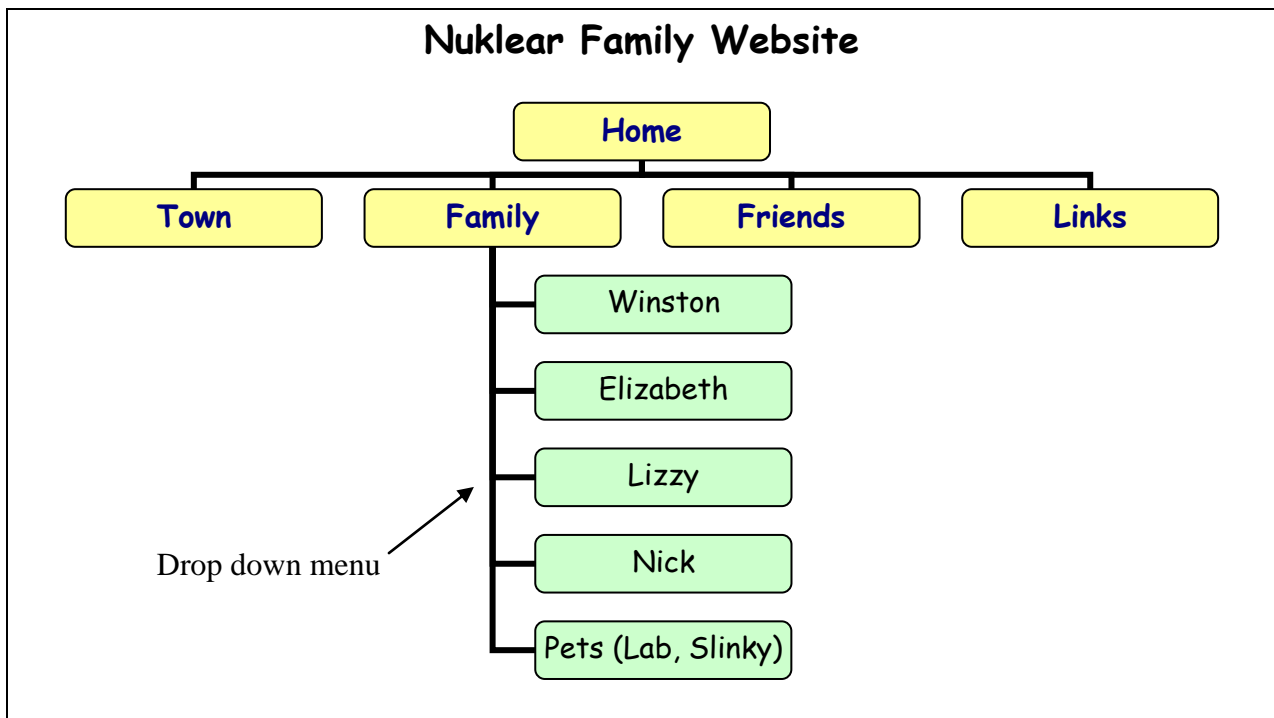 Nuklear Family Website
Home
Town
Family
Friends
Links
Winston
Elizabeth
Lizzy
Drop down menu
Nick
Pets (Lab, Slinky)